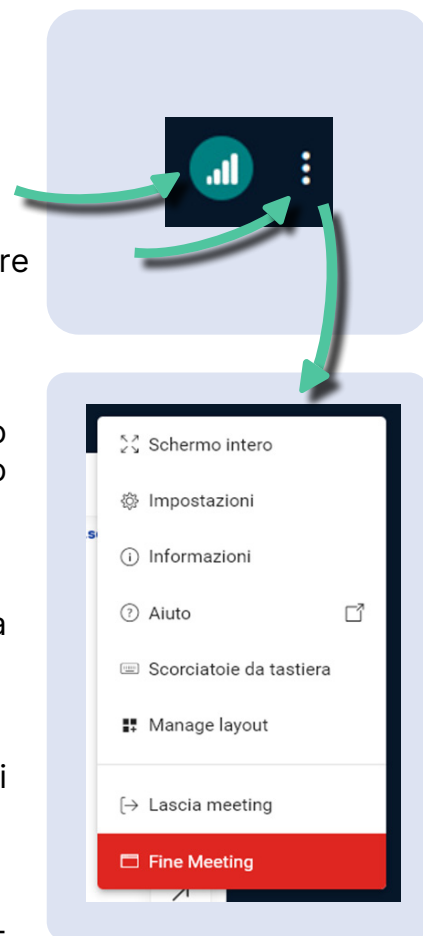 Schermo intero
Impostazioni
Informazioni
Aiuto
Scorciatoie da tastiera
Manage layout
Lascia meeting
Fine Meeting